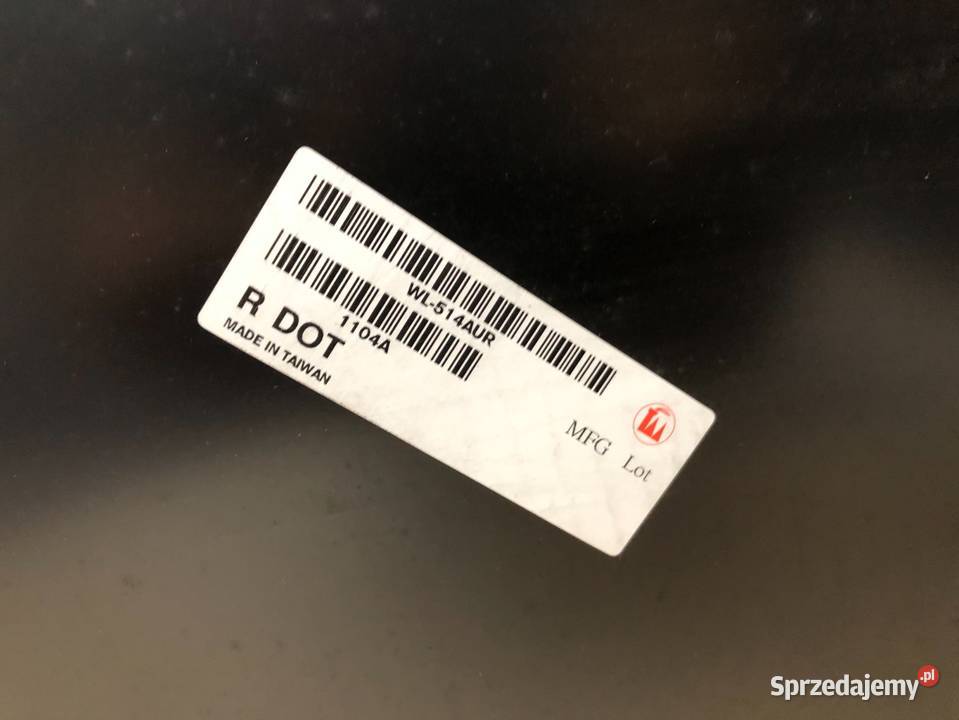 WL-514AUR
1104A
R DOT
MADE IN TAIWAN
MFG Lot
Sprzedajemy.pl